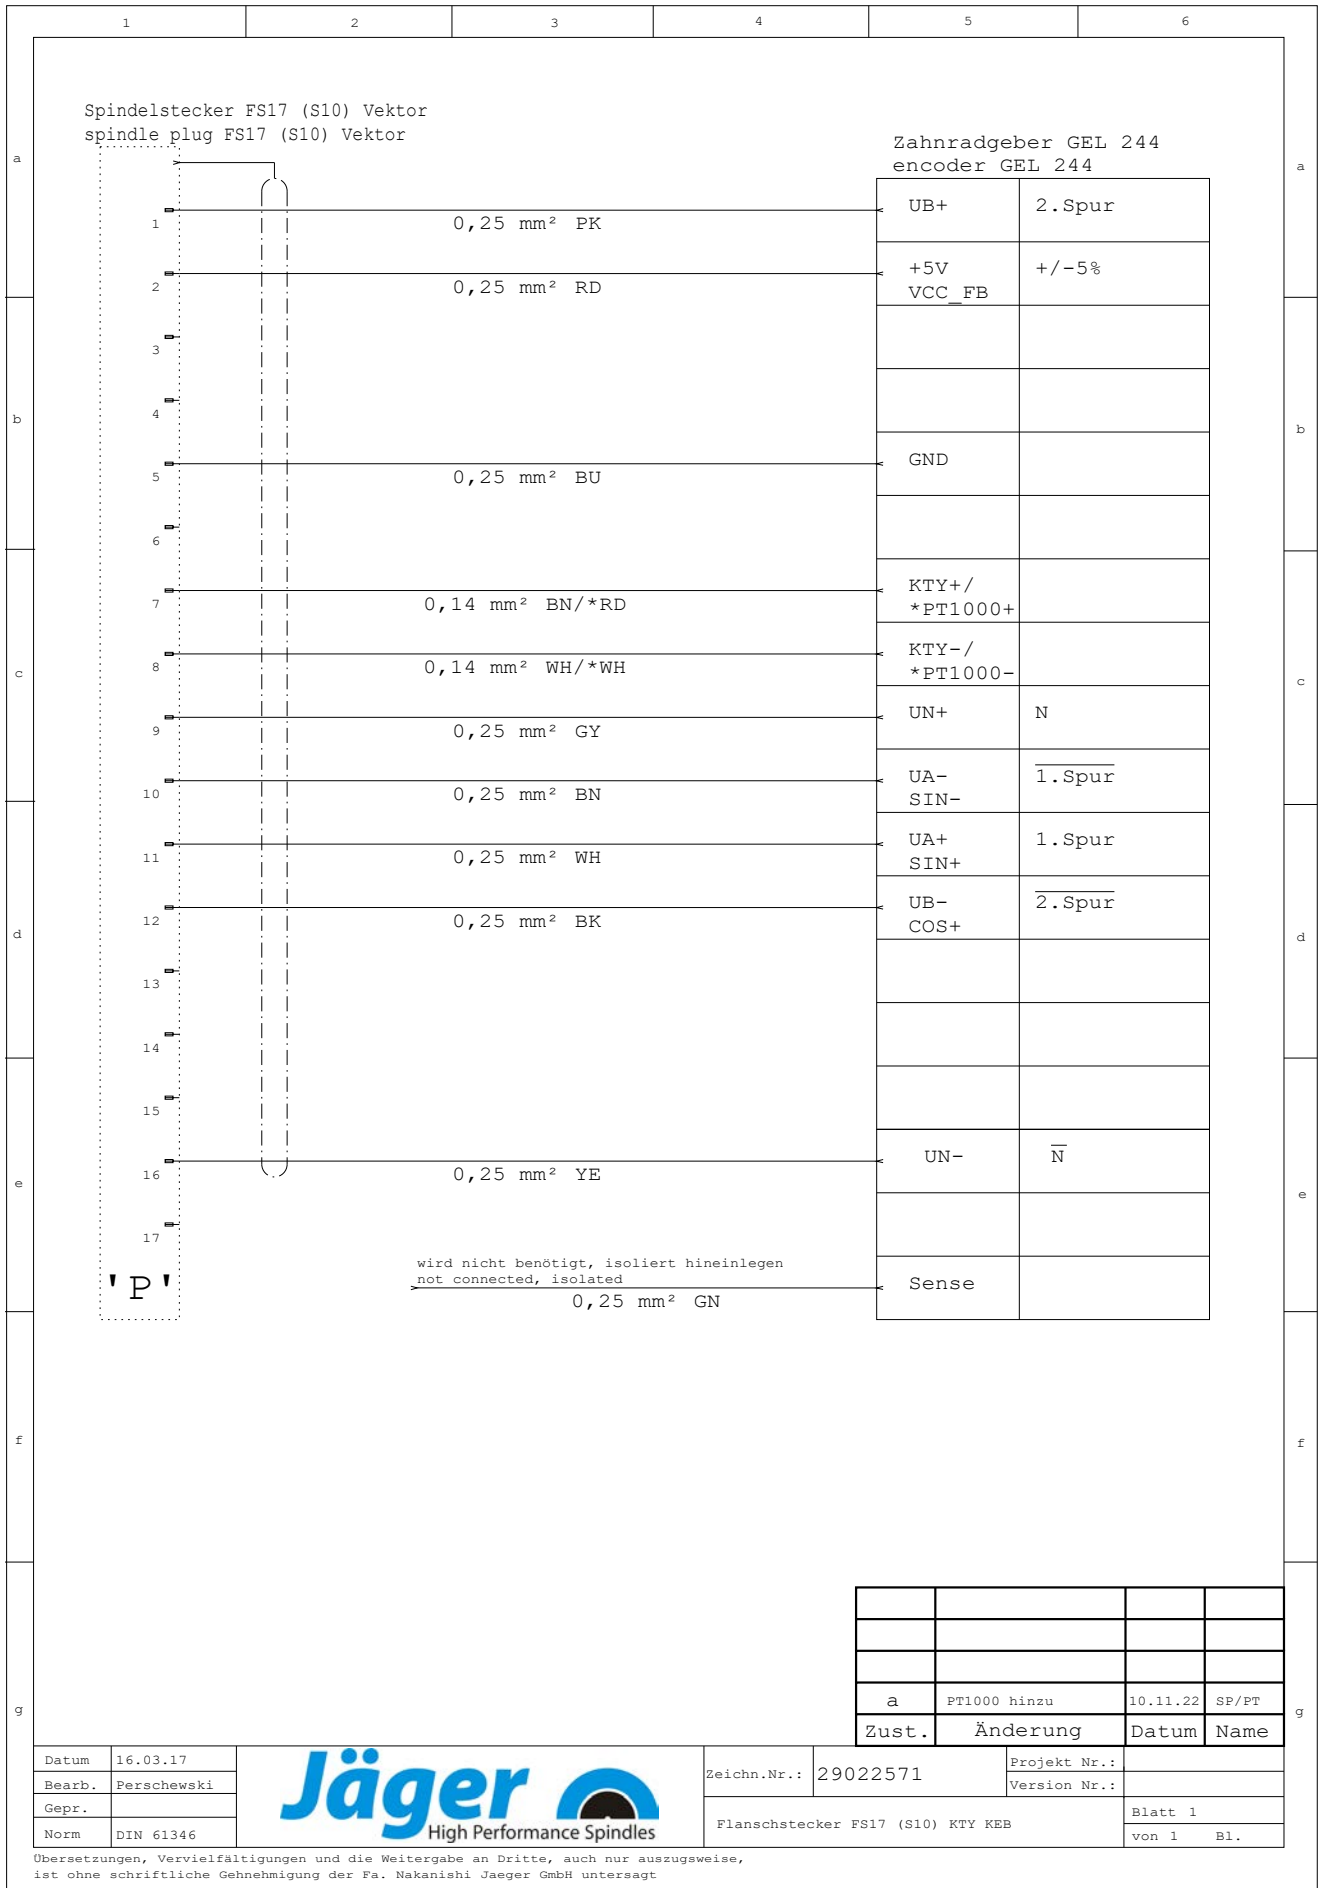 1 2 3 4 5 6
Spindelstecker FS17 (S10) Vektor
spindle plug FS17 (S10) Vektor
Zahnradgeber GEL 244
encoder GEL 244
a a
1 0,25 mm² PK UB+ 2.Spur
2 0,25 mm² RD +5V +/-5%
VCC_FB
3
4
b b
5 0,25 mm² BU GND
6
7 0,14 mm² BN/*RD KTY+/
*PT1000+
8 0,14 mm² WH/*WH KTY-/
*PT1000-
c c
9 0,25 mm² GY UN+ N
10 0,25 mm² BN UA- 1.Spur
SIN-
11 0,25 mm² WH UA+ 1.Spur
SIN+
12 0,25 mm² BK UB- 2.Spur
COS+
d d
13
14
15
16 0,25 mm² YE UN- N
e e
17
'P'
wird nicht benötigt, isoliert hineinlegen
not connected, isolated
0,25 mm² GN Sense
f f
g g
a PT1000 hinzu 10.11.22 SP/PT
Zust. Änderung Datum Name
Datum 16.03.17
Bearb. Perschewski
Gepr.
Norm DIN 61346
Jäger
High Performance Spindles
Zeichn.Nr.: 29022571
Projekt Nr.:
Version Nr.:
Flanschstecker FS17 (S10) KTY KEB
Blatt 1
von 1 Bl.
Übersetzungen, Vervielfältigungen und die Weitergabe an Dritte, auch nur auszugsweise,
ist ohne schriftliche Gehnehmigung der Fa. Nakanishi Jaeger GmbH untersagt